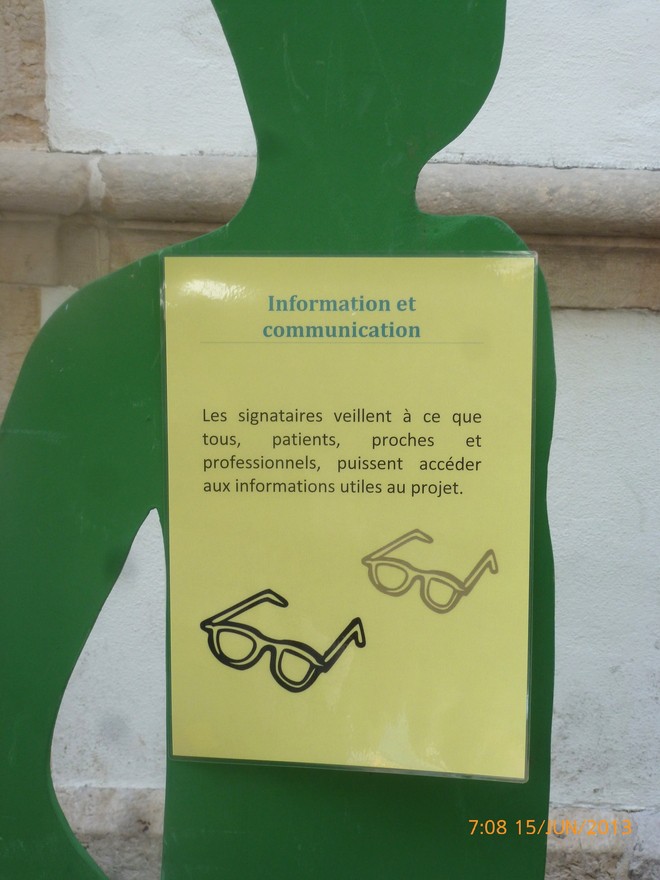 Information et
communication
Les signataires veillent à ce que
tous, patients, proches et
professionnels, puissent accéder
aux informations utiles au projet.
7:08 15/JUN/2013